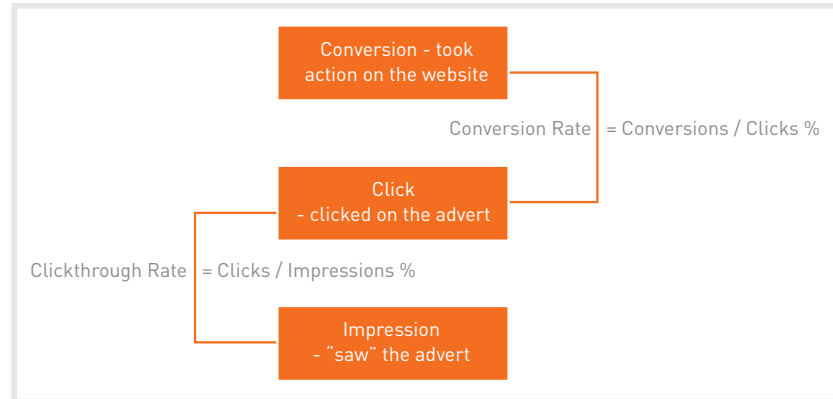 Conversion - took
action on the website
Conversion Rate = Conversions / Clicks %
Click
- clicked on the advert
Clickthrough Rate = Clicks / Impressions %
Impression
- “saw” the advert